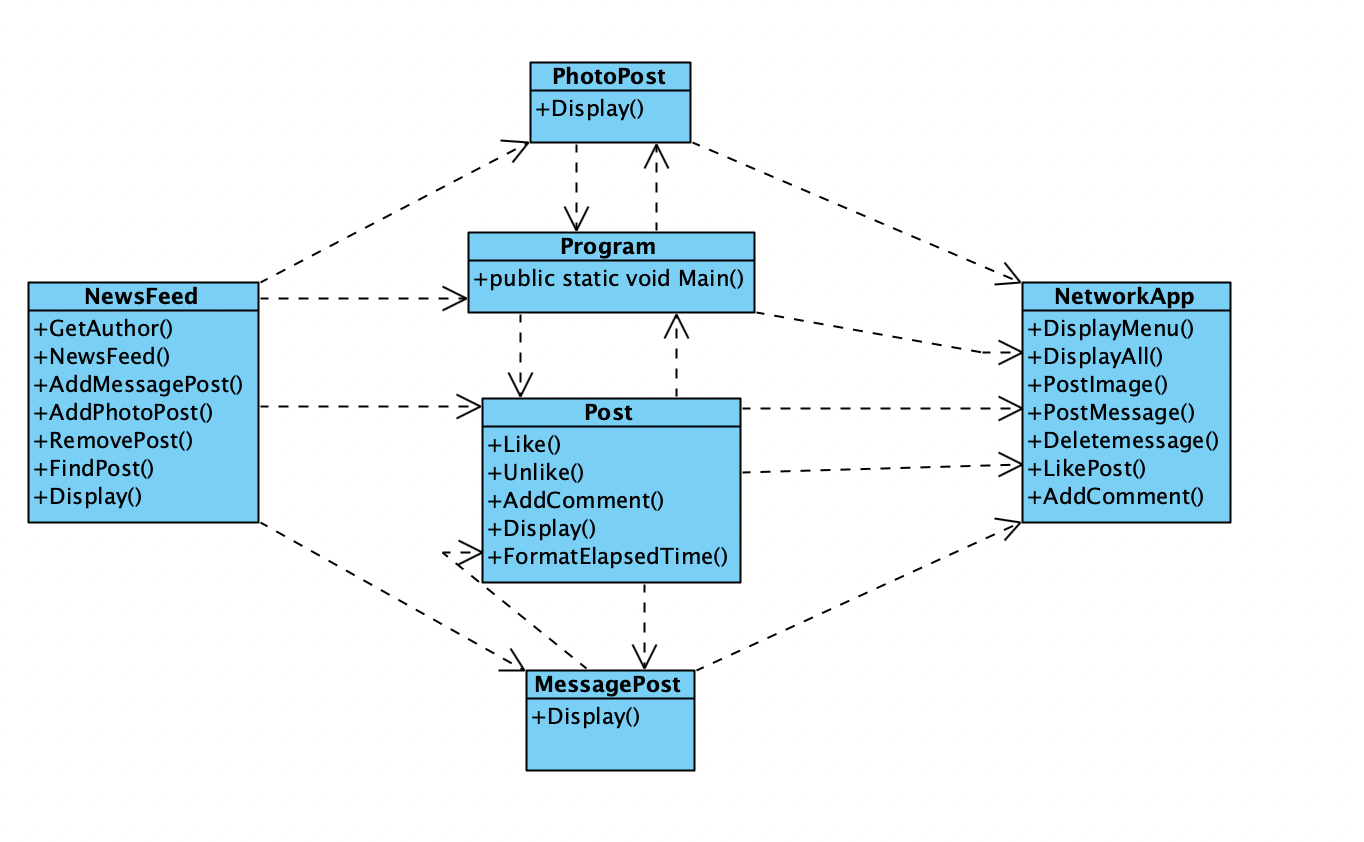 PhotoPost
+Display()
Program
+public static void Main()
NewsFeed
+GetAuthor()
+NewsFeed()
+AddMessagePost()
+AddPhotoPost()
+RemovePost()
+FindPost()
+Display()
NetworkApp
+DisplayMenu()
+DisplayAll()
+PostImage()
+PostMessage()
+Deletemessage()
+LikePost()
+AddComment()
Post
+Like()
+Unlike()
+AddComment()
+Display()
+FormatElapsedTime()
MessagePost
+Display()